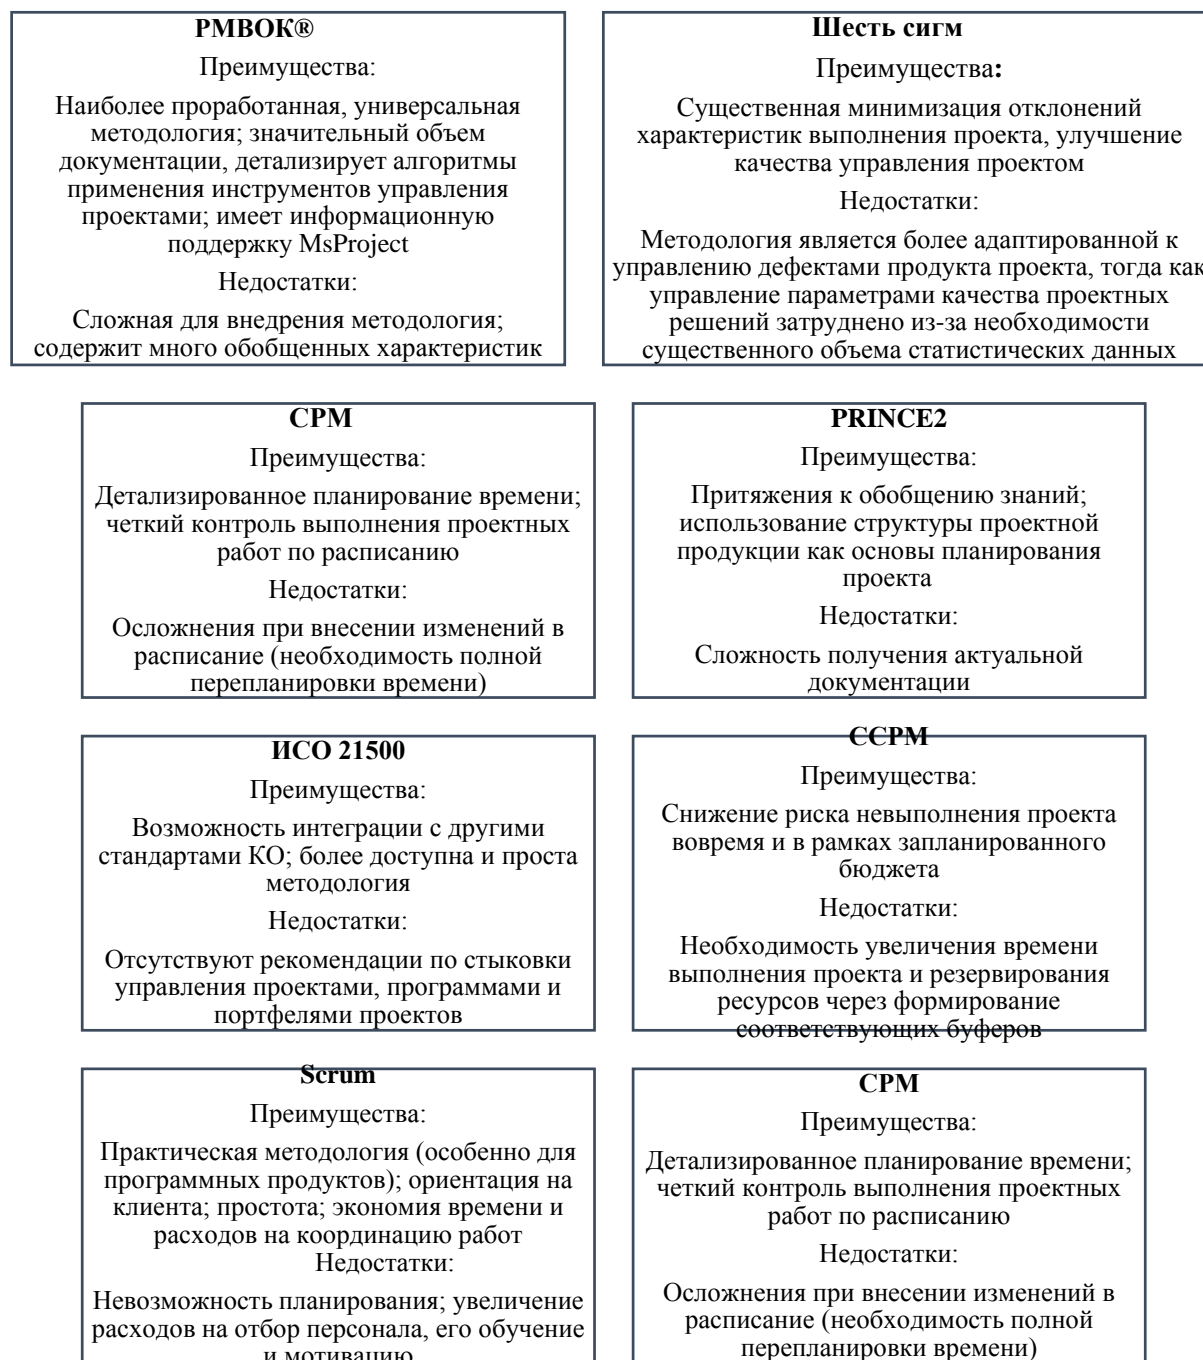 PMBOK®
Преимущества:
Наиболее проработанная, универсальная
методология; значительный объем
документации, детализирует алгоритмы
применения инструментов управления
проектами; имеет информационную
поддержку MsProject
Недостатки:
Сложная для внедрения методология;
содержит много обобщенных характеристик
Шесть сигм
Преимущества:
Существенная минимизация отклонений
характеристик выполнения проекта, улучшение
качества управления проектом
Недостатки:
Методология является более адаптированной к
управлению дефектами продукта проекта, тогда как
управление параметрами качества проектных
решений затруднено из-за необходимости
существенного объема статистических данных
CPM
Преимущества:
Детализированное планирование времени;
четкий контроль выполнения проектных
работ по расписанию
Недостатки:
Осложнения при внесении изменений в
расписание (необходимость полной
перепланировки времени)
PRINCE2
Преимущества:
Притяжения к обобщению знаний;
использование структуры проектной
продукции как основы планирования
проекта
Недостатки:
Сложность получения актуальной
документации
ИСО 21500
Преимущества:
Возможность интеграции с другими
стандартами КО; более доступна и проста
методология
Недостатки:
Отсутствуют рекомендации по стыковки
управления проектами, программами и
портфелями проектов
CCPM
Преимущества:
Снижение риска невыполнения проекта
вовремя и в рамках запланированного
бюджета
Недостатки:
Необходимость увеличения времени
выполнения проекта и резервирования
ресурсов через формирование
соответствующих буферов
Scrum
Преимущества:
Практическая методология (особенно для
программных продуктов); ориентация на
клиента; простота; экономия времени и
расходов на координацию работ
Недостатки:
Невозможность планирования; увеличение
расходов на отбор персонала, его обучение
и мотивацию
CPM
Преимущества:
Детализированное планирование времени;
четкий контроль выполнения проектных
работ по расписанию
Недостатки:
Осложнения при внесении изменений в
расписание (необходимость полной
перепланировки времени)